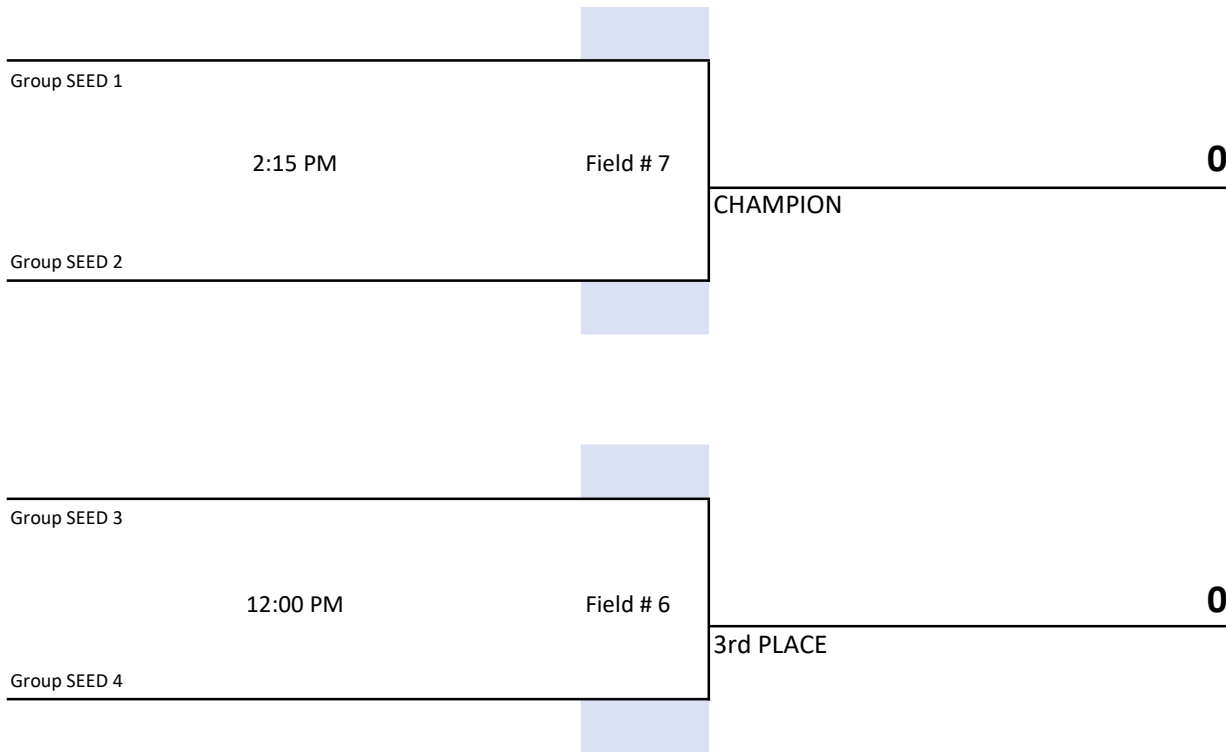 Group SEED 1
2:15 PM Field # 7 0
CHAMPION
Group SEED 2
Group SEED 3
12:00 PM Field # 6 0
3rd PLACE
Group SEED 4